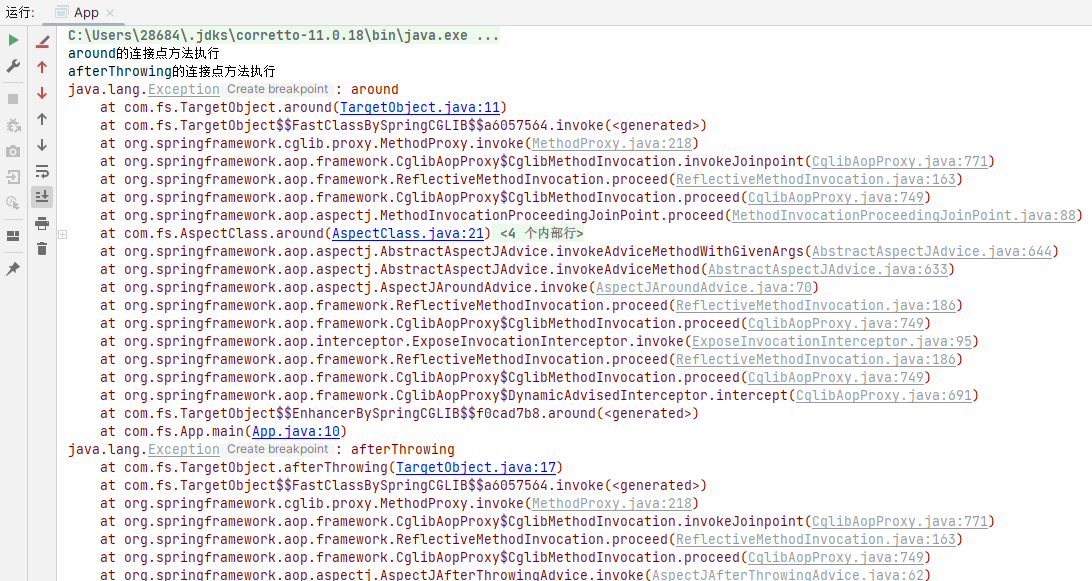 运行: App
C:\Users\28684\.jdks\corretto-11.0.18\bin\java.exe ...
around的连接点方法执行
afterThrowing的连接点方法执行
java.lang.Exception Create breakpoint : around
at com.fs.TargetObject.around(TargetObject.java:11)
at com.fs.TargetObject$$FastClassBySpringCGLIB$$a6057564.invoke(<generated>)
at org.springframework.cglib.proxy.MethodProxy.invoke(MethodProxy.java:218)
at org.springframework.aop.framework.CglibAopProxy$CglibMethodInvocation.invokeJoinpoint(CglibAopProxy.java:771)
at org.springframework.aop.framework.ReflectiveMethodInvocation.proceed(ReflectiveMethodInvocation.java:163)
at org.springframework.aop.framework.CglibAopProxy$CglibMethodInvocation.proceed(CglibAopProxy.java:749)
at org.springframework.aop.aspectj.MethodInvocationProceedingJoinPoint.proceed(MethodInvocationProceedingJoinPoint.java:88)
at com.fs.AspectClass.around(AspectClass.java:21) <4 个内部行>
at org.springframework.aop.aspectj.AbstractAspectJAdvice.invokeAdviceMethodWithGivenArgs(AbstractAspectJAdvice.java:644)
at org.springframework.aop.aspectj.AbstractAspectJAdvice.invokeAdviceMethod(AbstractAspectJAdvice.java:633)
at org.springframework.aop.aspectj.AspectJAroundAdvice.invoke(AspectJAroundAdvice.java:70)
at org.springframework.aop.framework.ReflectiveMethodInvocation.proceed(ReflectiveMethodInvocation.java:186)
at org.springframework.aop.framework.CglibAopProxy$CglibMethodInvocation.proceed(CglibAopProxy.java:749)
at org.springframework.aop.interceptor.ExposeInvocationInterceptor.invoke(ExposeInvocationInterceptor.java:95)
at org.springframework.aop.framework.ReflectiveMethodInvocation.proceed(ReflectiveMethodInvocation.java:186)
at org.springframework.aop.framework.CglibAopProxy$CglibMethodInvocation.proceed(CglibAopProxy.java:749)
at org.springframework.aop.framework.CglibAopProxy$DynamicAdvisedInterceptor.intercept(CglibAopProxy.java:691)
at com.fs.TargetObject$$EnhancerBySpringCGLIB$$f0cad7b8.around(<generated>)
at com.fs.App.main(App.java:10)
java.lang.Exception Create breakpoint : afterThrowing
at com.fs.TargetObject.afterThrowing(TargetObject.java:17)
at com.fs.TargetObject$$FastClassBySpringCGLIB$$a6057564.invoke(<generated>)
at org.springframework.cglib.proxy.MethodProxy.invoke(MethodProxy.java:218)
at org.springframework.aop.framework.CglibAopProxy$CglibMethodInvocation.invokeJoinpoint(CglibAopProxy.java:771)
at org.springframework.aop.framework.ReflectiveMethodInvocation.proceed(ReflectiveMethodInvocation.java:163)
at org.springframework.aop.framework.CglibAopProxy$CglibMethodInvocation.proceed(CglibAopProxy.java:749)
at org.springframework.aop.aspectj.AspectJAfterThrowingAdvice.invoke(AspectJAfterThrowingAdvice.java:62)